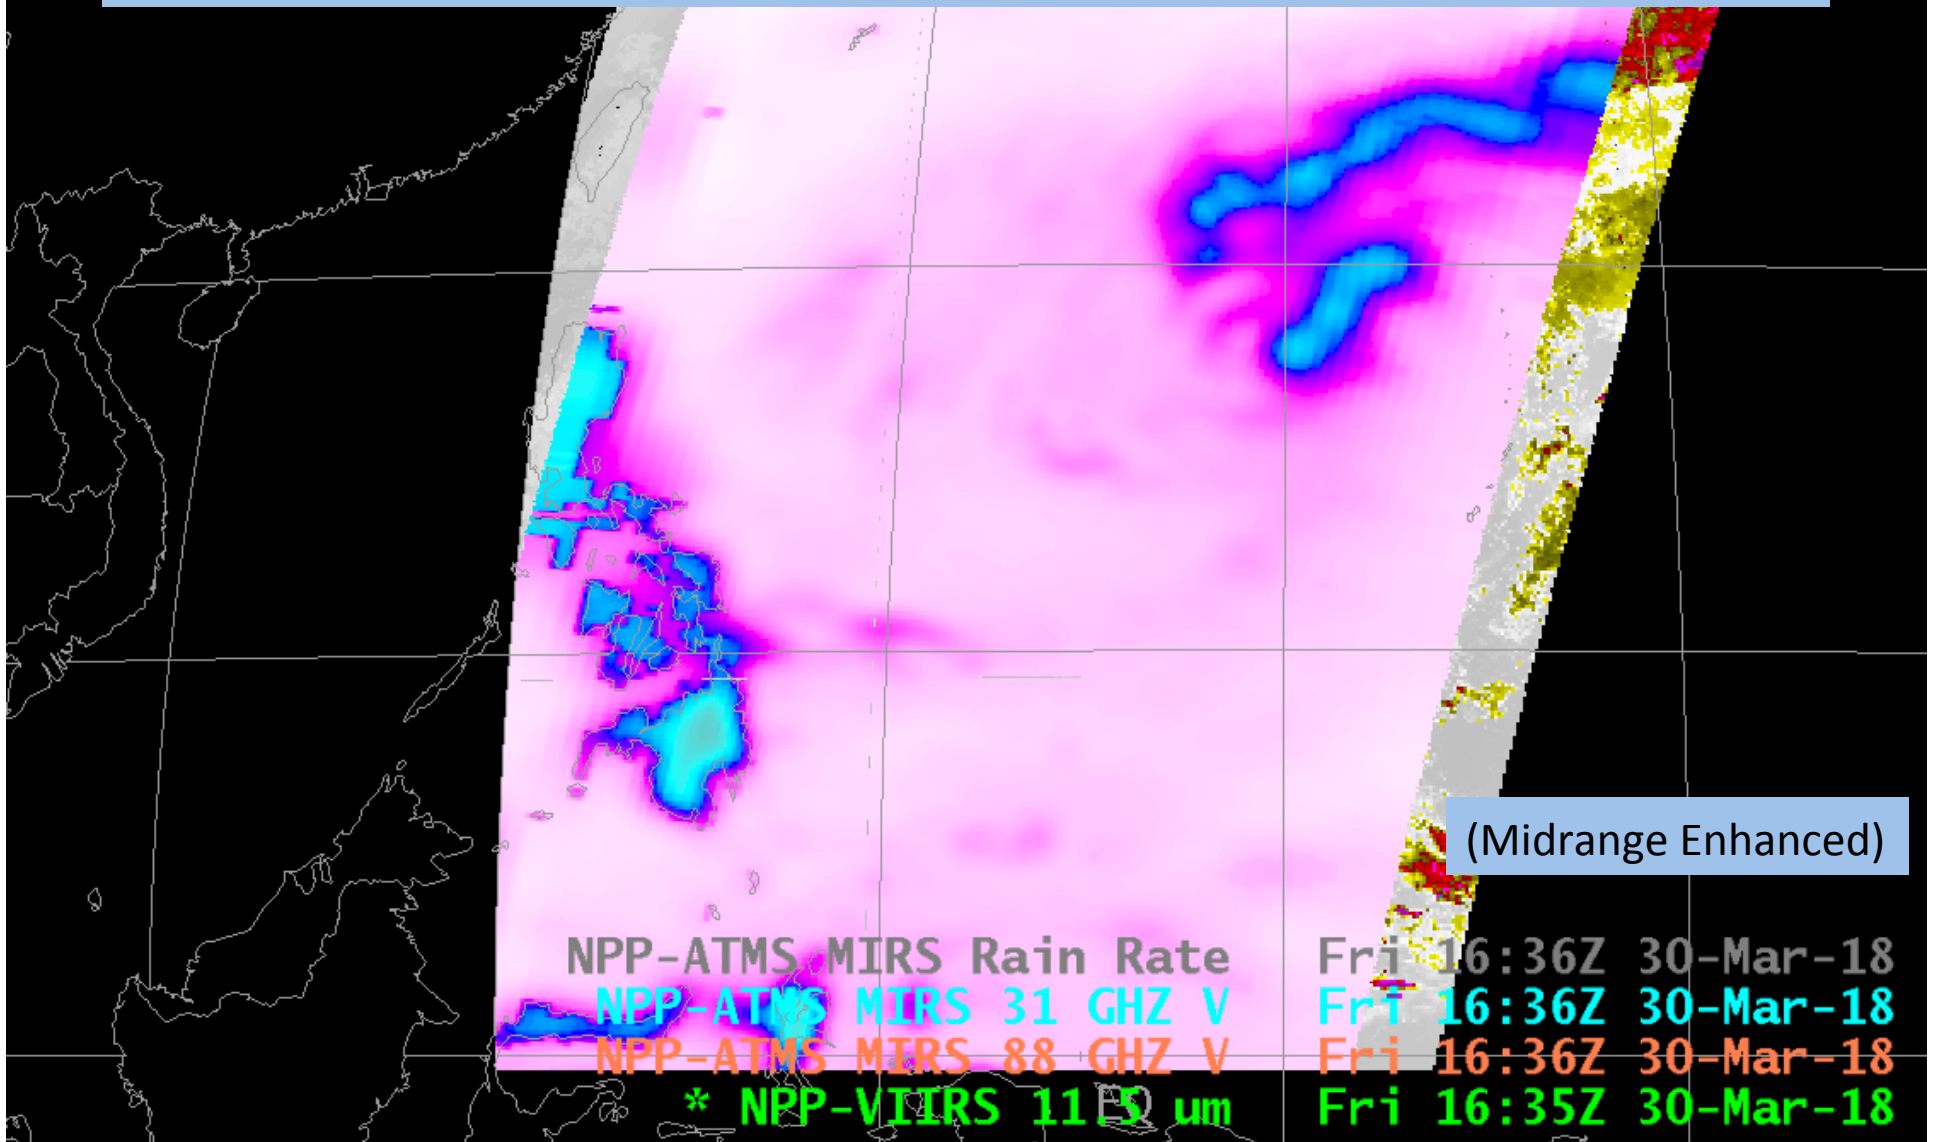 (Midrange Enhanced)
NPP-ATMS MIRS Rain Rate Fri 16:36Z 30-Mar-18
NPP-ATMS MIRS 31 GHZ V Fri 16:36Z 30-Mar-18
NPP-ATMS MIRS 88 GHZ V Fri 16:36Z 30-Mar-18
* NPP-VIIRS 11.5 um Fri 16:35Z 30-Mar-18
EQ